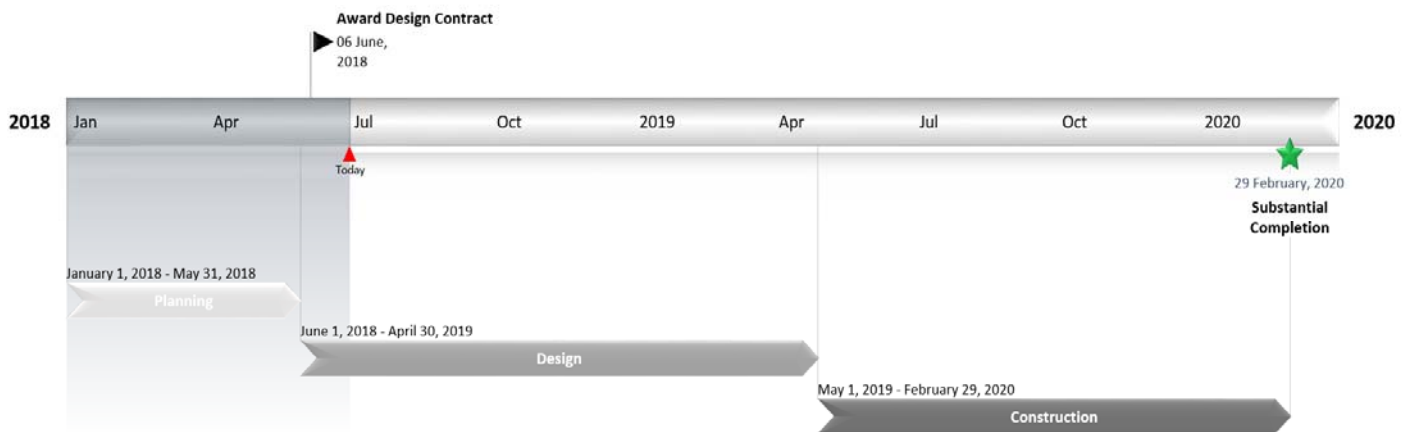 Award Design Contract
06 June,
2018
2018 Jan Apr Jul Oct 2019 Apr Jul Oct 2020 2020
Today
29 February, 2020
Substantial
Completion
January 1, 2018 - May 31, 2018
Planning
June 1, 2018 - April 30, 2019
Design
May 1, 2019 - February 29, 2020
Construction